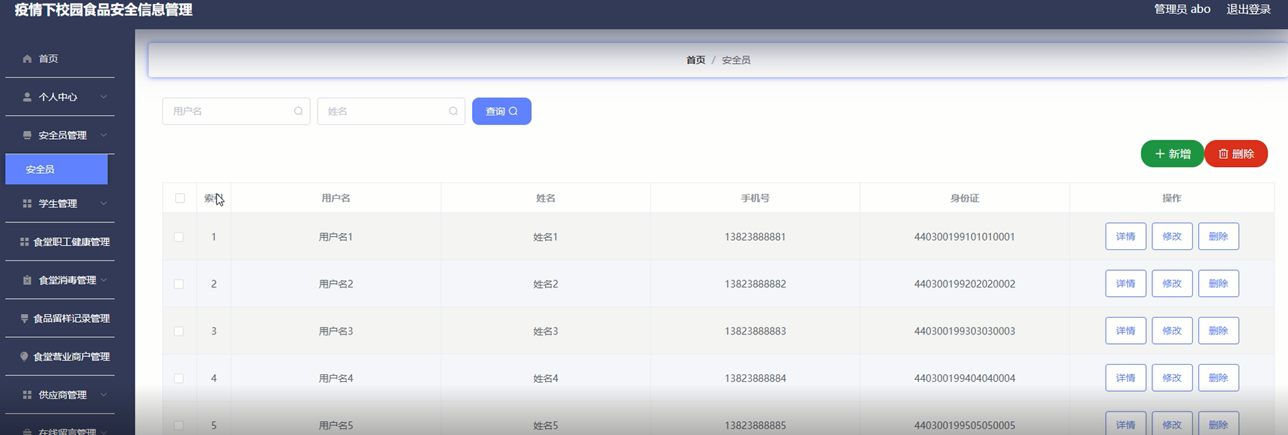 疫情下校园食品安全信息管理
管理员 abo 退出登录
首页
个人中心
安全员管理
安全员
学生管理
食堂职工健康管理
食堂消毒管理
食品留样记录管理
食堂营业商户管理
供应商管理
在线留言管理
首页 / 安全员
用户名 姓名 查询
新增 删除
用户名 姓名 手机号 身份证 操作
1 用户名1 姓名1 13823888881 440300199101010001 详情 修改 删除
2 用户名2 姓名2 13823888882 440300199202020002 详情 修改 删除
3 用户名3 姓名3 13823888883 440300199303030003 详情 修改 删除
4 用户名4 姓名4 13823888884 440300199404040004 详情 修改 删除
5 用户名5 姓名5 13823888885 440300199505050005 详情 修改 删除